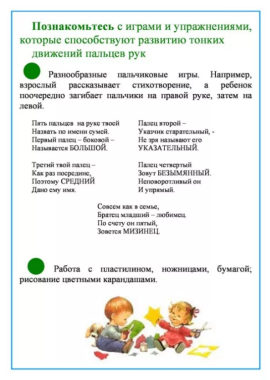 Познакомьтесь с играми и упражнениями,
которые способствуют развитию тонких
движений пальцев рук
Разнообразные пальчиковые игры. Например,
взрослый рассказывает стихотворение, а ребенок
поочередно загибает пальчики на правой руке, затем на
левой.
Пять пальцев на руке твоей
Назвать по имени сумей.
Первый палец – боковой –
Называется БОЛЬШОЙ.
Палец второй –
Указчик старательный, -
Не зря называют его
УКАЗАТЕЛЬНЫЙ.
Третий твой палец –
Как раз посредине,
Поэтому СРЕДНИЙ
Дано ему имя.
Палец четвертый
Зовут БЕЗЫМЯННЫЙ.
Неповоротливый он
И упрямый.
Совсем как в семье,
Братец младший – любимец.
По счету он пятый,
Зовется МИЗИНЕЦ.
Работа с пластилином, ножницами, бумагой;
рисование цветными карандашами.